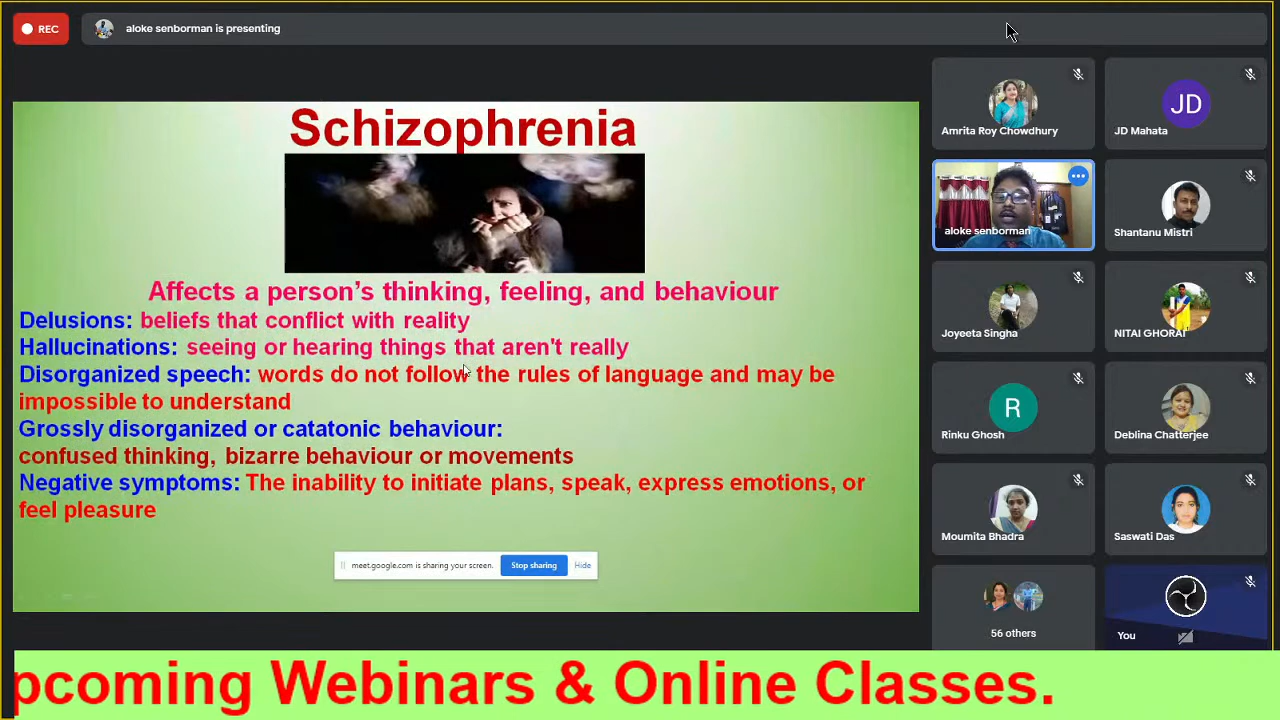 REC
aloke senborman is presenting
Schizophrenia
Affects a person's thinking, feeling, and behaviour
Delusions: beliefs that conflict with reality
Hallucinations: seeing or hearing things that aren't really
Disorganized speech: words do not follow the rules of language and may be
impossible to understand
Grossly disorganized or catatonic behaviour:
confused thinking, bizarre behaviour or movements
Negative symptoms: The inability to initiate plans, speak, express emotions, or
feel pleasure
meet.google.com is sharing your screen.
Stop sharing
Hide
Amrita Roy Chowdhury
JD
JD Mahata
aloke senborman
Shantanu Mistri
Joyeeta Singha
NITAI GHORAI
R
Rinku Ghosh
Deblina Chatterjee
Moumita Bhadra
Saswati Das
56 others
You
pcoming Webinars & Online Classes.